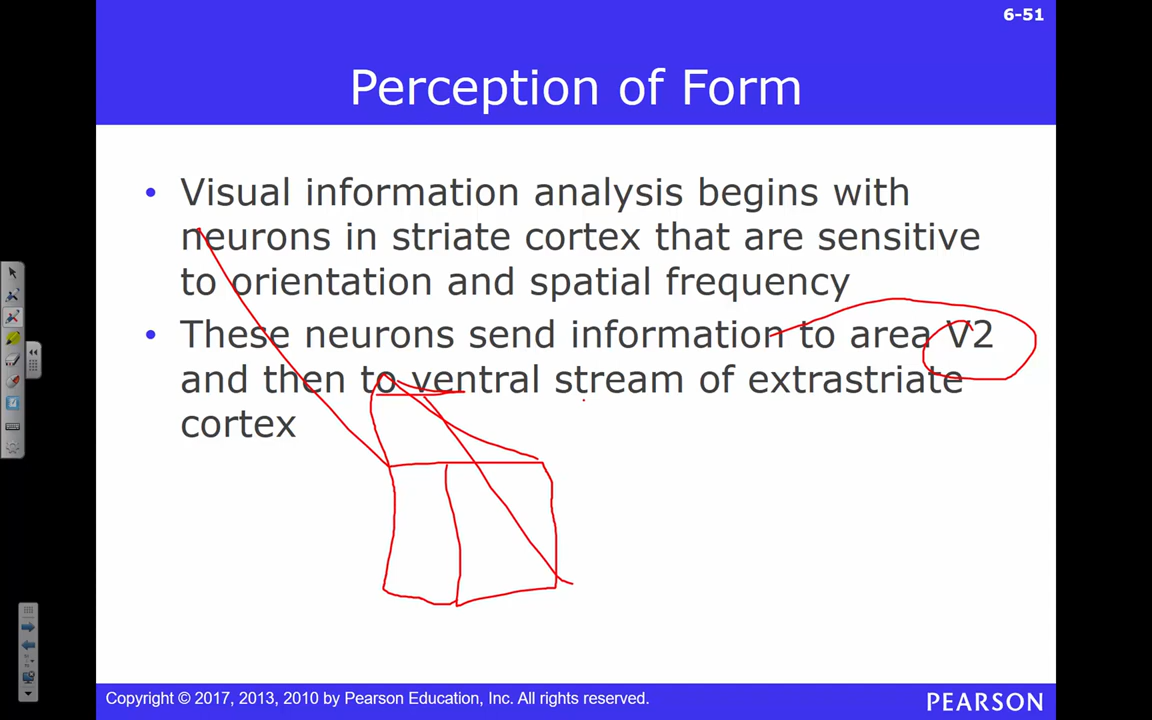 6-51
Perception of Form
• Visual information analysis begins with
neurons in striate cortex that are sensitive
to orientation and spatial frequency
• These neurons send information to area V2
and then to ventral stream of extrastriate
cortex
Copyright © 2017, 2013, 2010 by Pearson Education, Inc. All rights reserved.
PEARSON